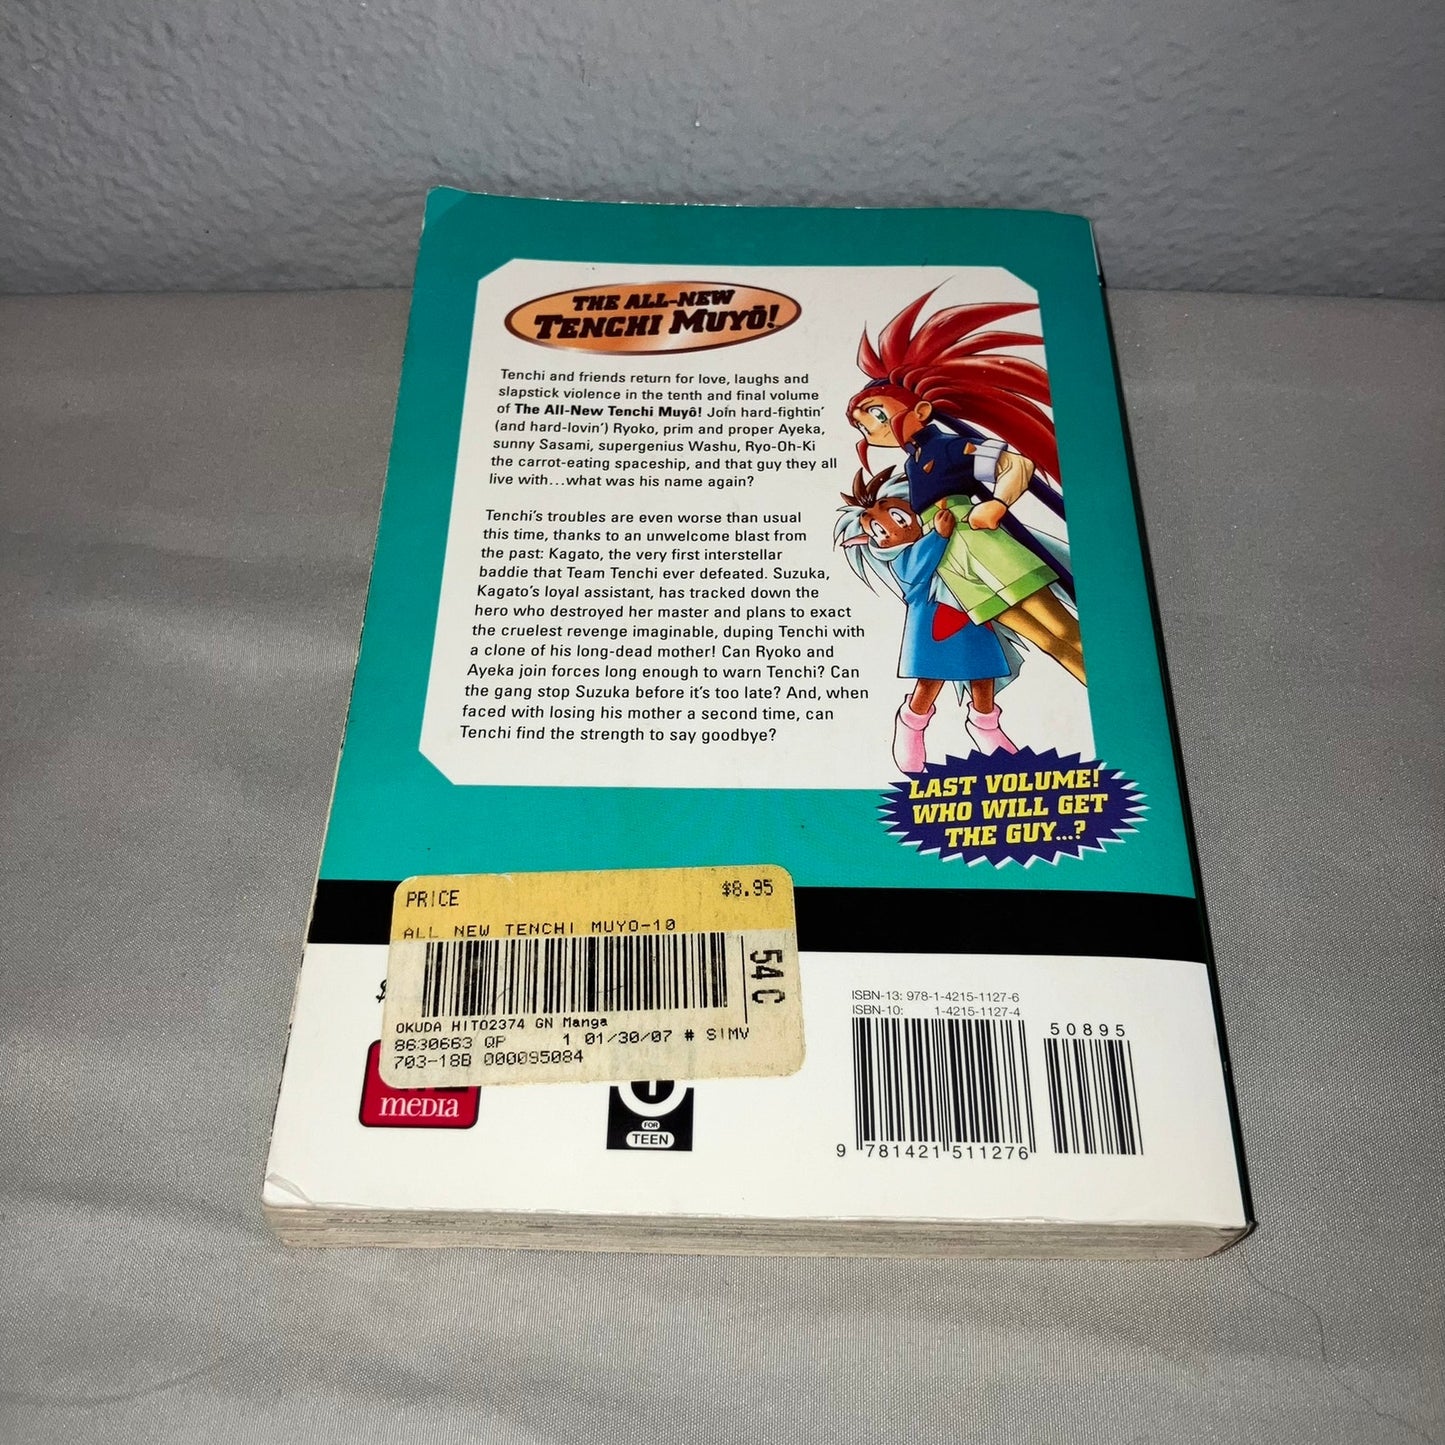 THE ALL-NEW
TENCHI MUYŌ!
Tenchi and friends return for love, laughs and
slapstick violence in the tenth and final volume
of The All-New Tenchi Muyô! Join hard-fightin'
(and hard-lovin') Ryoko, prim and proper Ayeka,
sunny Sasami, supergenius Washu, Ryo-Oh-Ki
the carrot-eating spaceship, and that guy they all
live with...what was his name again?
Tenchi's troubles are even worse than usual
this time, thanks to an unwelcome blast from
the past: Kagato, the very first interstellar
baddie that Team Tenchi ever defeated. Suzuka,
Kagato's loyal assistant, has tracked down the
hero who destroyed her master and plans to exact
the cruelest revenge imaginable, duping Tenchi with
a clone of his long-dead mother! Can Ryoko and
Ayeka join forces long enough to warn Tenchi? Can
the gang stop Suzuka before it's too late? And, when
faced with losing his mother a second time, can
Tenchi find the strength to say goodbye?
LAST VOLUME!
WHO WILL GET
THE GUY...?
PRICE $8.95
ALL NEW TENCHI MUYO-10
54C
OKUDA HITO2374 GN Manga
8630663 QP 1 01/30/07 # SIMV
703-18B 000095084
media
T
FOR
TEEN
ISBN-13: 978-1-4215-1127-6
ISBN-10: 1-4215-1127-4
50895
9 781421 511276